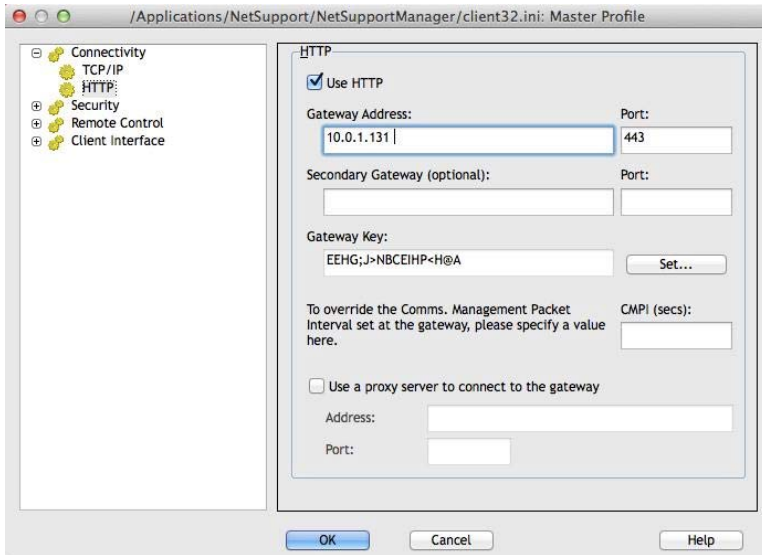 /Applications/NetSupport/NetSupportManager/client32.ini: Master Profile
Connectivity
TCP/IP
HTTP
Security
Remote Control
Client Interface
HTTP
Use HTTP
Gateway Address: Port:
10.0.1.131 443
Secondary Gateway (optional): Port:
Gateway Key:
EEHG;J>NBCEIHP<H@A Set...
To override the Comms. Management Packet CMPI (secs):
Interval set at the gateway, please specify a value
here.
Use a proxy server to connect to the gateway
Address:
Port:
OK Cancel Help